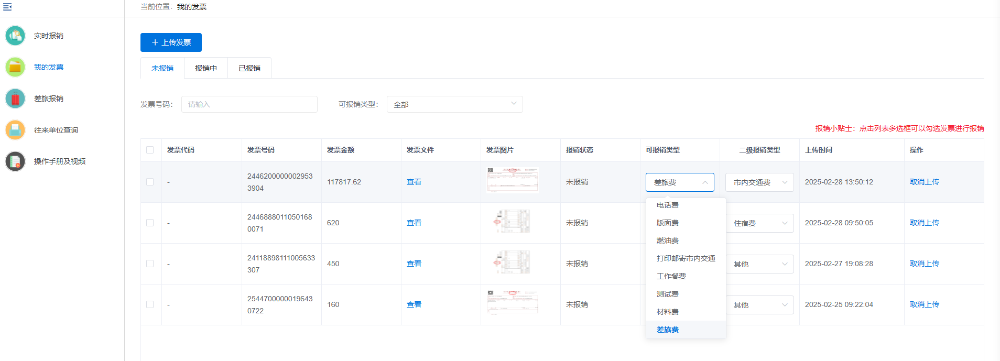 当前位置： 我的发票
实时报销
我的发票
差旅报销
往来单位查询
操作手册及视频
＋ 上传发票
未报销 报销中 已报销
发票号码： 请输入 可报销类型： 全部
报销小贴士：点击列表多选框可以勾选发票进行报销
发票代码 发票号码 发票金额 发票文件 发票图片 报销状态 可报销类型 二级报销类型 上传时间 操作
- 2446200000002953 117817.62 查看 未报销 差旅费 市内交通费 2025-02-28 13:50:12 取消上传
3904
- 2446888011050168 620 查看 未报销 住宿费 2025-02-28 09:50:05 取消上传
0071
- 24118898111005633 450 查看 未报销 其他 2025-02-27 19:08:28 取消上传
307
- 2544700000019643 160 查看 未报销 其他 2025-02-25 09:22:04 取消上传
0722
电话费
版面费
燃油费
打印邮寄市内交通
工作餐费
测试费
材料费
差旅费